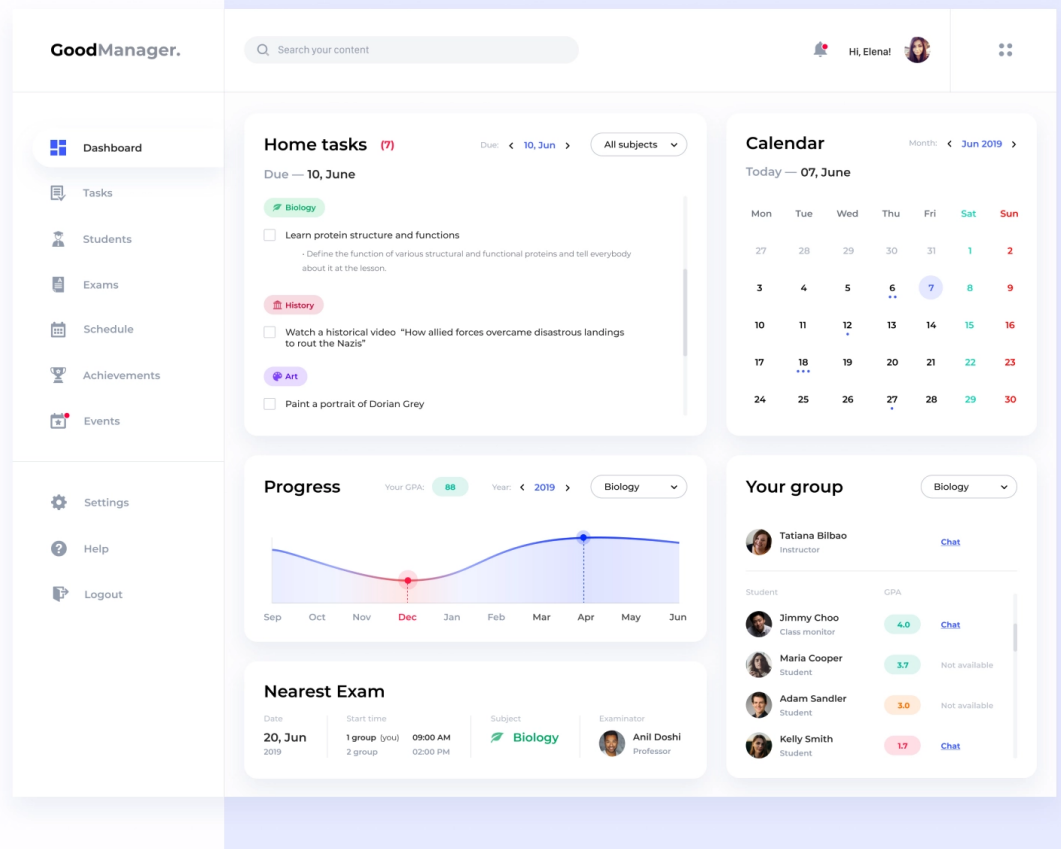 GoodManager.
Search your content
Hi, Elena!
Dashboard
Tasks
Students
Exams
Schedule
Achievements
Events
Settings
Help
Logout
Home tasks (7)
Due: 10, Jun
All subjects
Due — 10, June
Biology
Learn protein structure and functions
• Define the function of various structural and functional proteins and tell everybody
about it at the lesson.
History
Watch a historical video “How allied forces overcame disastrous landings
to rout the Nazis”
Art
Paint a portrait of Dorian Grey
Calendar
Month: Jun 2019
Today — 07, June
Mon Tue Wed Thu Fri Sat Sun
27 28 29 30 31 1 2
3 4 5 6 7 8 9
10 11 12 13 14 15 16
17 18 19 20 21 22 23
24 25 26 27 28 29 30
Progress
Your GPA: 88
Year: 2019
Biology
Sep Oct Nov Dec Jan Feb Mar Apr May Jun
Nearest Exam
Date Start time Subject Examinator
20, Jun
2019
1 group (you) 09:00 AM
2 group 02:00 PM
Biology
Anil Doshi
Professor
Your group
Biology
Tatiana Bilbao
Instructor
Chat
Student GPA
Jimmy Choo
Class monitor
4.0
Chat
Maria Cooper
Student
3.7
Not available
Adam Sandler
Student
3.0
Not available
Kelly Smith
Student
1.7
Chat